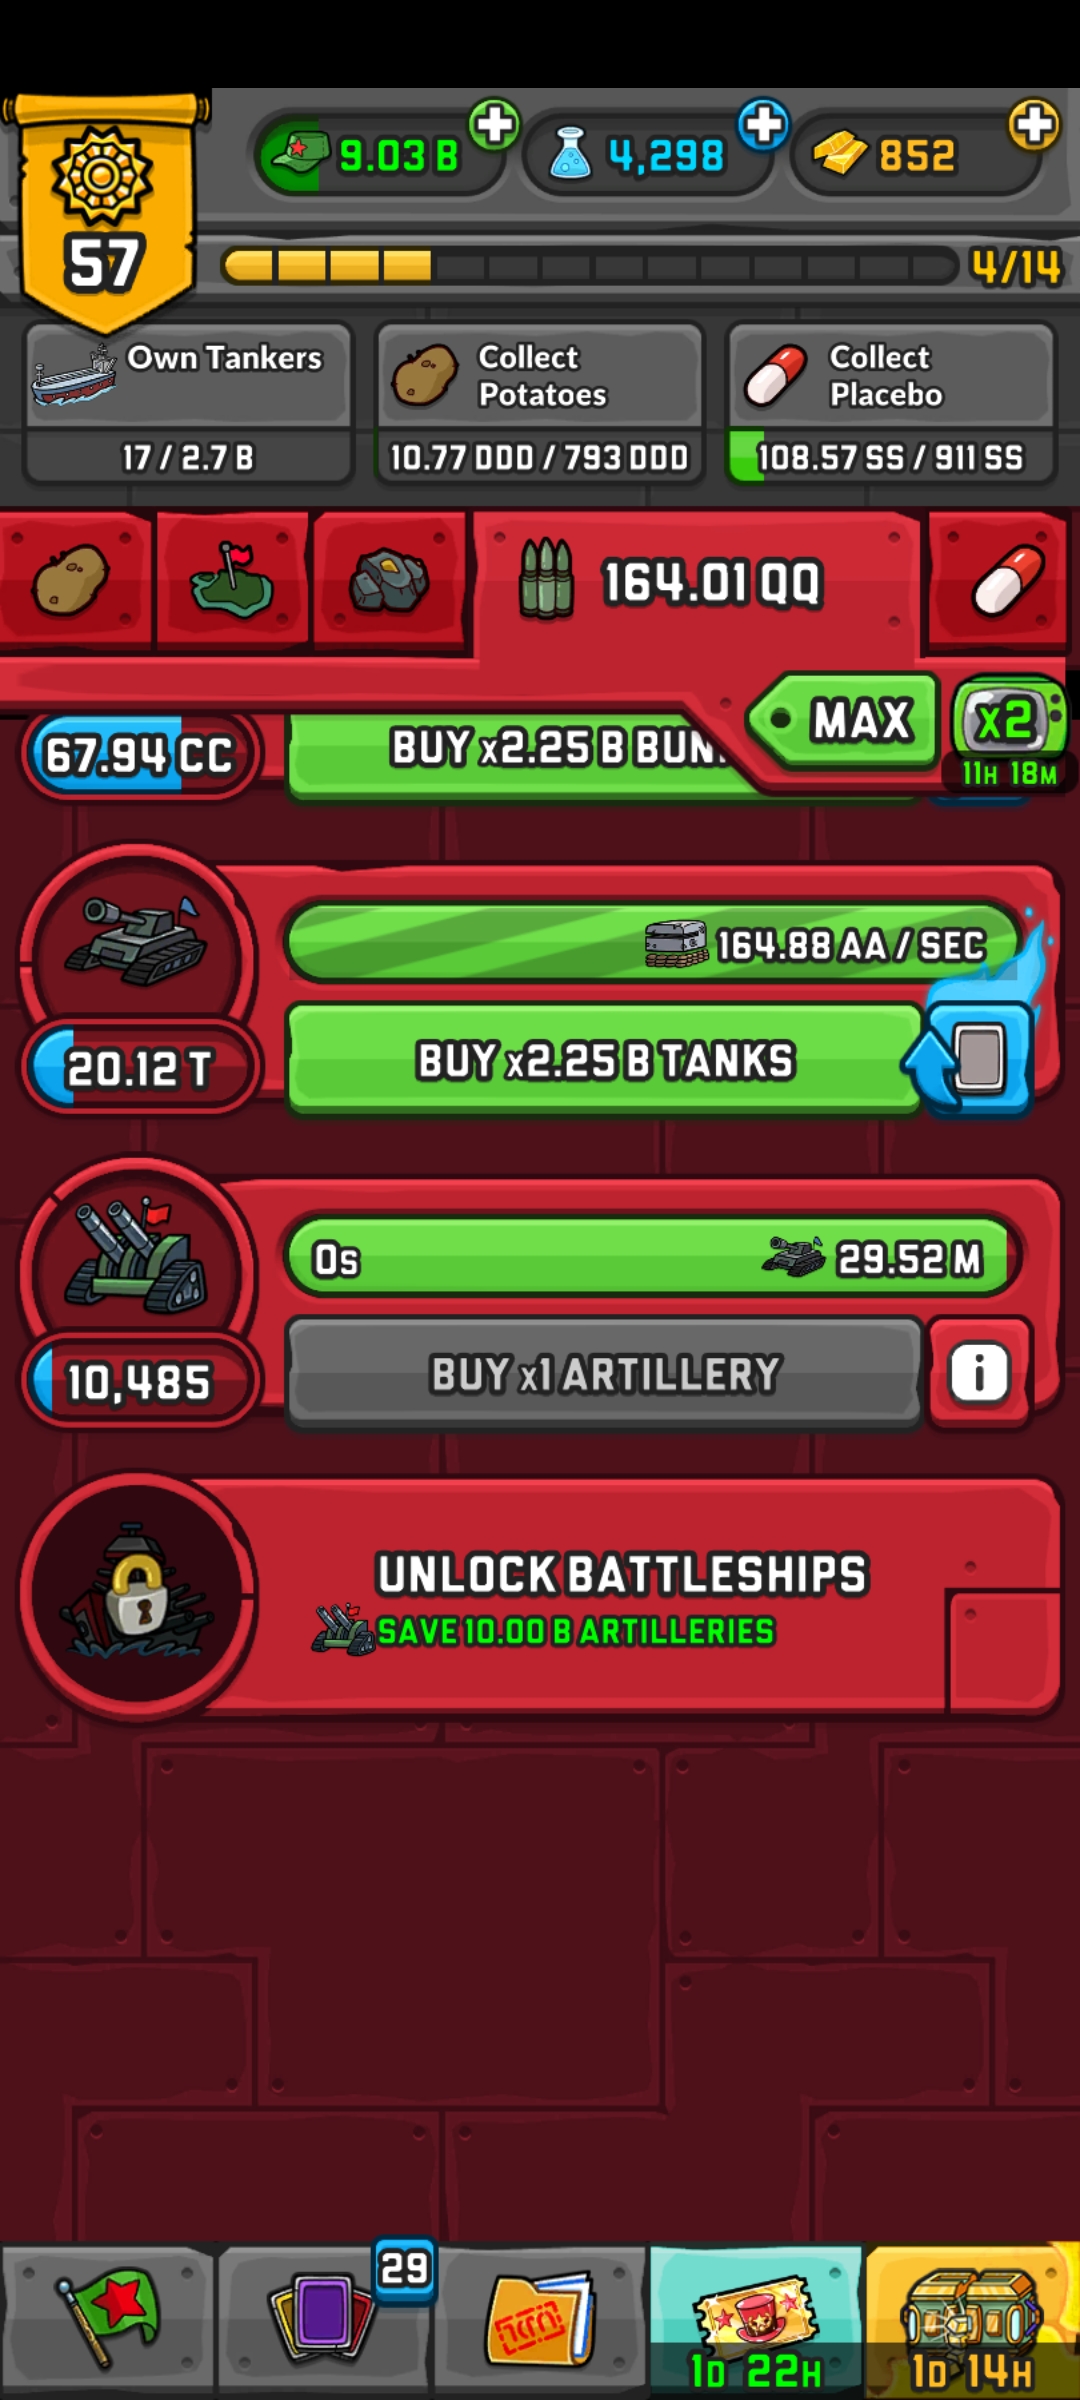 57
9.03 B
4,298
852
4/14
Own Tankers
17 / 2.7 B
Collect
Potatoes
10.77 DDD / 793 DDD
Collect
Placebo
108.57 SS / 911 SS
164.01 QQ
MAX
x2
11H 18M
67.94 CC
BUY x2.25 B BUN
164.88 AA / SEC
20.12 T
BUY x2.25 B TANKS
0s
29.52 M
10,485
BUY x1 ARTILLERY
i
UNLOCK BATTLESHIPS
SAVE 10.00 B ARTILLERIES
29
1D 22H
1D 14H